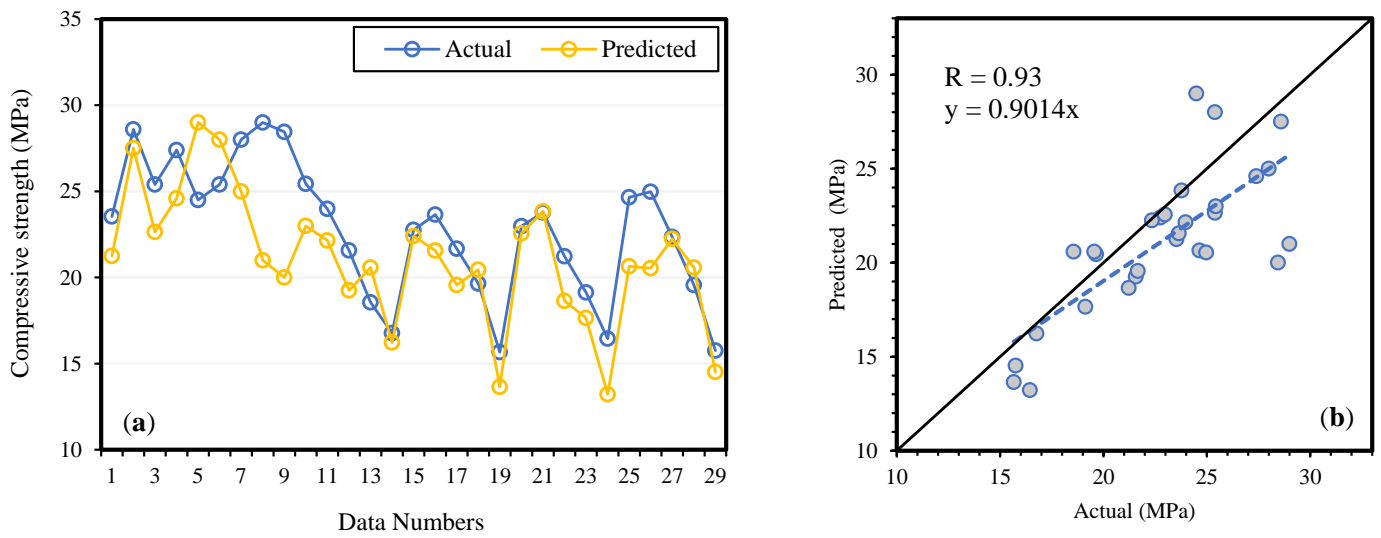 35
30
25
20
15
10
Compressive strength (MPa)
Actual
Predicted
(a)
1 3 5 7 9 11 13 15 17 19 21 23 25 27 29
Data Numbers
30
25
20
15
10
Predicted (MPa)
R = 0.93
y = 0.9014x
(b)
10 15 20 25 30
Actual (MPa)